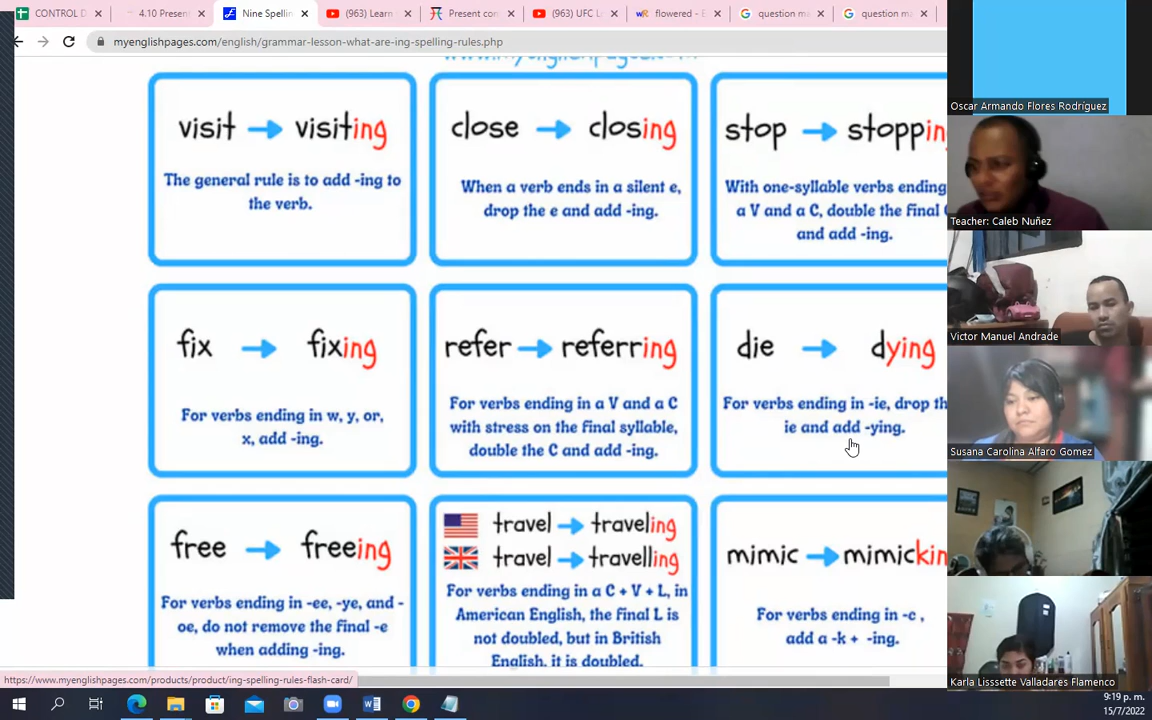 CONTROL D
4.10 Present
Nine Spellin
(963) Learn
Present con
(963) UFC L
flowered - E
question ma
question ma
myenglishpages.com/english/grammar-lesson-what-are-ing-spelling-rules.php
www.myenglishpages.com
visit visiting
The general rule is to add -ing to
the verb.
close closing
When a verb ends in a silent e,
drop the e and add -ing.
stop stopping
With one-syllable verbs ending
a V and a C, double the final C
and add -ing.
fix fixing
For verbs ending in w, y, or,
x, add -ing.
refer referring
For verbs ending in a V and a C
with stress on the final syllable,
double the C and add -ing.
die dying
For verbs ending in -ie, drop th
ie and add -ying.
free freeing
For verbs ending in -ee, -ye, and -
oe, do not remove the final -e
when adding -ing.
travel traveling
travel travelling
For verbs ending in a C + V + L, in
American English, the final L is
not doubled, but in British
English, it is doubled.
mimic mimickin
For verbs ending in -c ,
add a -k + -ing.
https://www.myenglishpages.com/products/product/ing-spelling-rules-flash-card/
Oscar Armando Flores Rodríguez
Teacher: Caleb Nuñez
Victor Manuel Andrade
Susana Carolina Alfaro Gomez
Karla Lisssette Valladares Flamenco
9:19 p. m.
15/7/2022